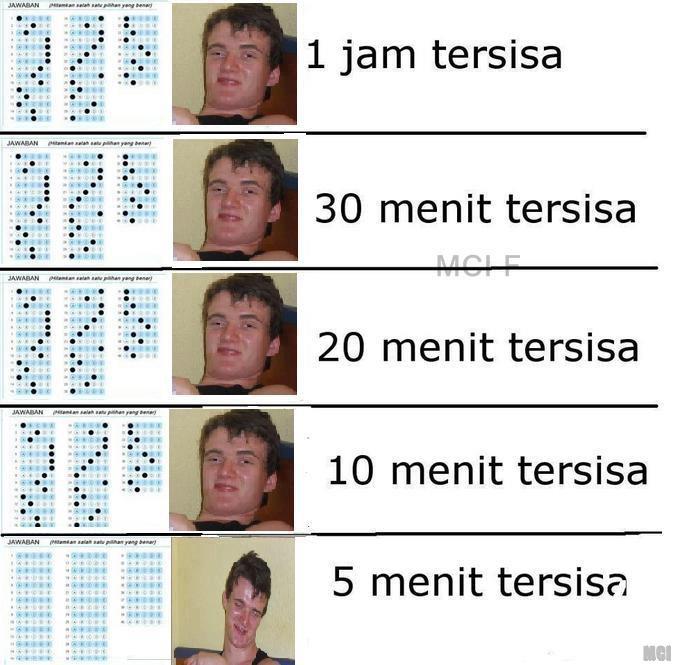 JAWABAN (Hitamkan salah satu pilihan yang benar)
1 jam tersisa
JAWABAN (Hitamkan salah satu pilihan yang benar)
30 menit tersisa
MCI F
JAWABAN (Hitamkan salah satu pilihan yang benar)
20 menit tersisa
JAWABAN (Hitamkan salah satu pilihan yang benar)
10 menit tersisa
JAWABAN (Hitamkan salah satu pilihan yang benar)
5 menit tersisa
MCI